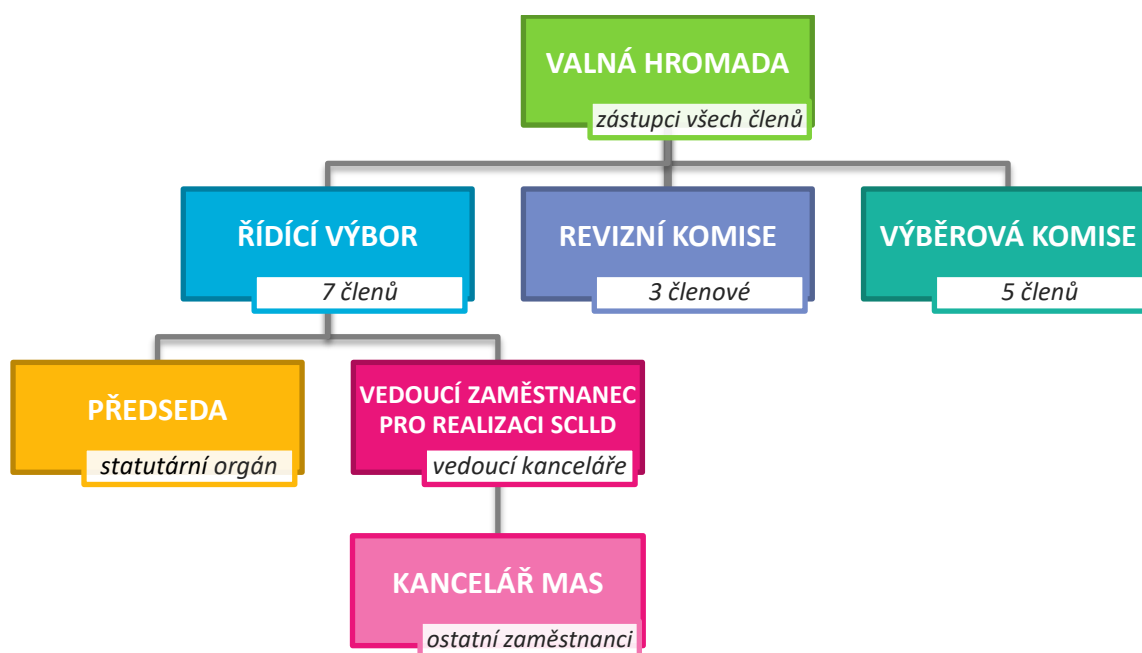 VALNÁ HROMADA
zástupci všech členů
ŘÍDÍCÍ VÝBOR
7 členů
REVIZNÍ KOMISE
3 členové
VÝBĚROVÁ KOMISE
5 členů
PŘEDSEDA
statutární orgán
VEDOUCÍ ZAMĚSTNANEC
PRO REALIZACI SCLLD
vedoucí kanceláře
KANCELÁŘ MAS
ostatní zaměstnanci